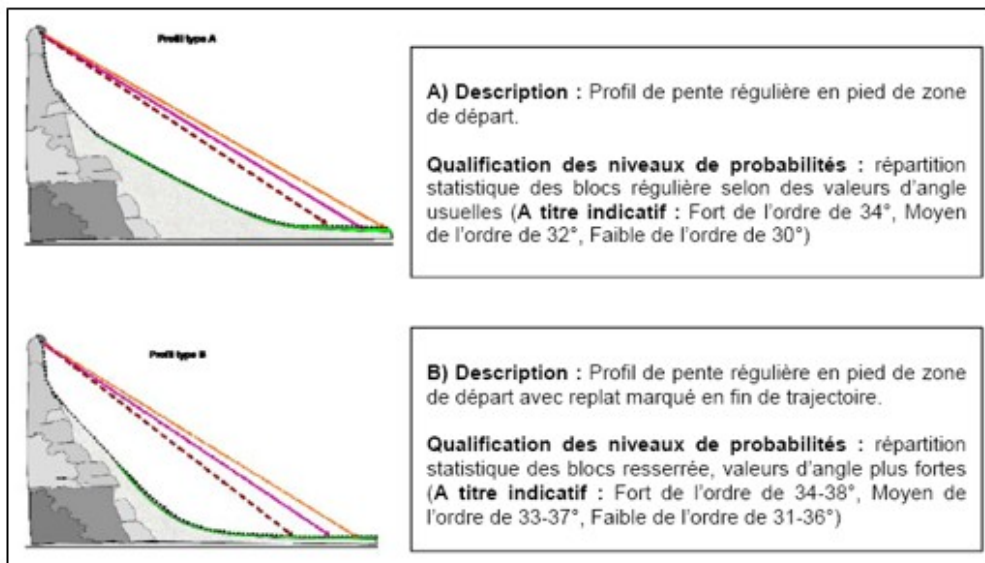 Profil type A
A) Description : Profil de pente régulière en pied de zone
de départ.
Qualification des niveaux de probabilités : répartition
statistique des blocs régulière selon des valeurs d'angle
usuelles (A titre indicatif : Fort de l'ordre de 34°, Moyen
de l'ordre de 32°, Faible de l'ordre de 30°)
Profil type B
B) Description : Profil de pente régulière en pied de zone
de départ avec replat marqué en fin de trajectoire.
Qualification des niveaux de probabilités : répartition
statistique des blocs resserrée, valeurs d'angle plus fortes
(A titre indicatif : Fort de l'ordre de 34-38°, Moyen de
l'ordre de 33-37°, Faible de l'ordre de 31-36°)